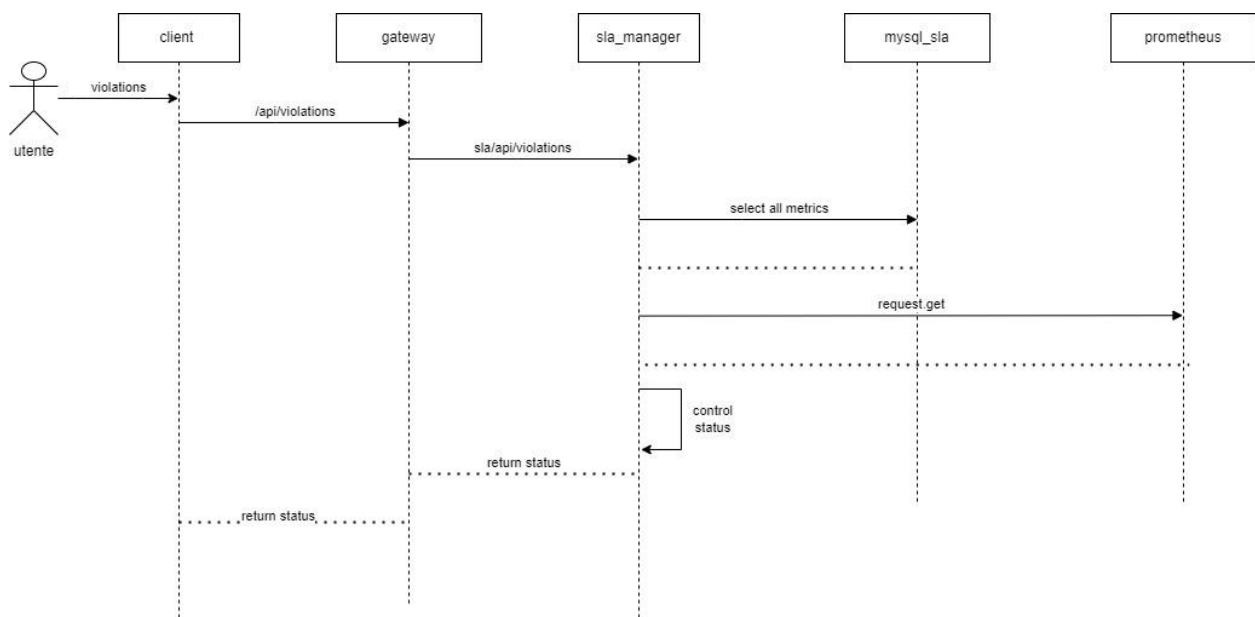 client
gateway
sla_manager
mysql_sla
prometheus
violations
/api/violations
utente
sla/api/violations
select all metrics
request.get
control
status
return status
return status